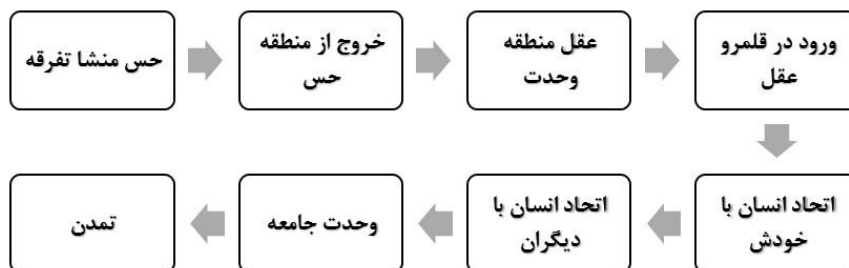 حس منشا تفرقه
خروج از منطقه
حس
عقل منطقه
وحدت
ورود در قلمرو
عقل
اتحاد انسان با
خودش
اتحاد انسان با
دیگران
وحدت جامعه
تمدن